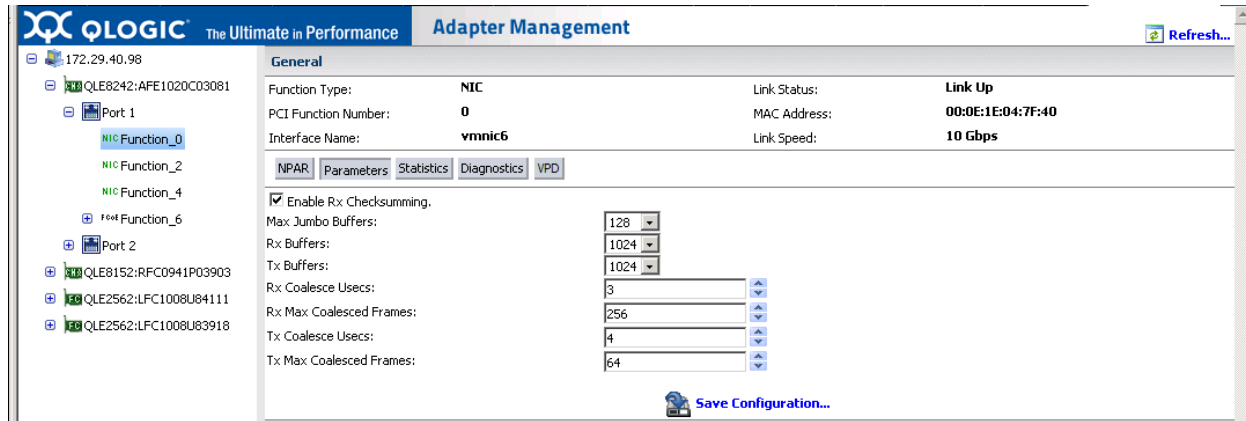 QLOGIC The Ultimate in Performance Adapter Management
Refresh...
172.29.40.98
QLE8242:AFE1020C03081
Port 1
NIC Function_0
NIC Function_2
NIC Function_4
FCoE Function_6
Port 2
QLE8152:RFC0941P03903
FC QLE2562:LFC1008U84111
FC QLE2562:LFC1008U83918
General
Function Type: NIC Link Status: Link Up
PCI Function Number: 0 MAC Address: 00:0E:1E:04:7F:40
Interface Name: vmnic6 Link Speed: 10 Gbps
NPAR Parameters Statistics Diagnostics VPD
Enable Rx Checksumming.
Max Jumbo Buffers: 128
Rx Buffers: 1024
Tx Buffers: 1024
Rx Coalesce Usecs: 3
Rx Max Coalesced Frames: 256
Tx Coalesce Usecs: 4
Tx Max Coalesced Frames: 64
Save Configuration...